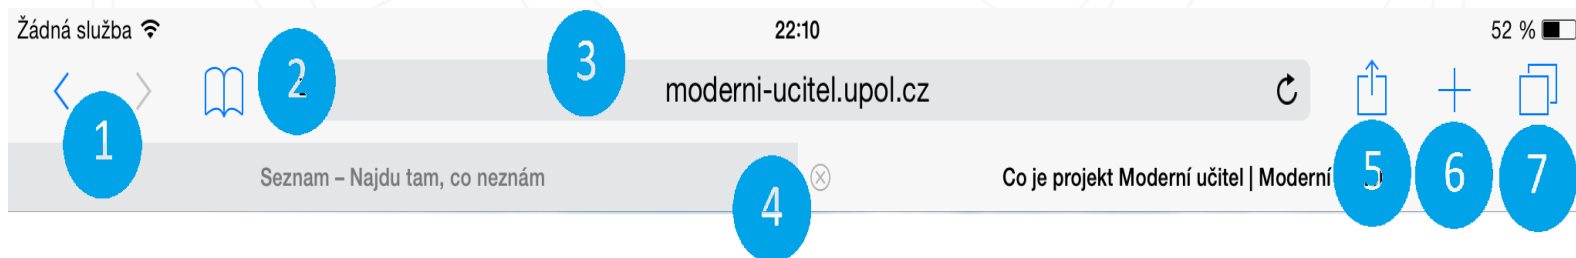 Žádná služba
22:10
52 %
1
2
3
moderni-ucitel.upol.cz
5
6
7
Seznam – Najdu tam, co neznám
4
Co je projekt Moderní učitel | Moderní